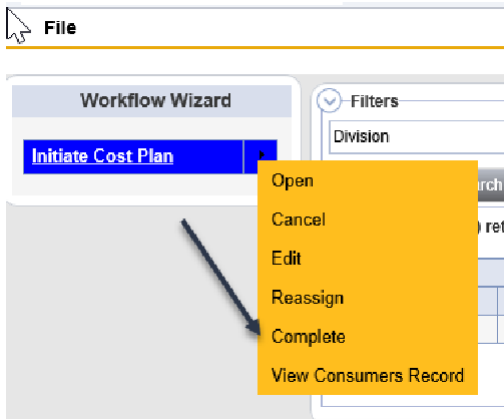 File
Workflow Wizard
Filters
Initiate Cost Plan
Division
Open
Cancel
Edit
Reassign
Complete
View Consumers Record